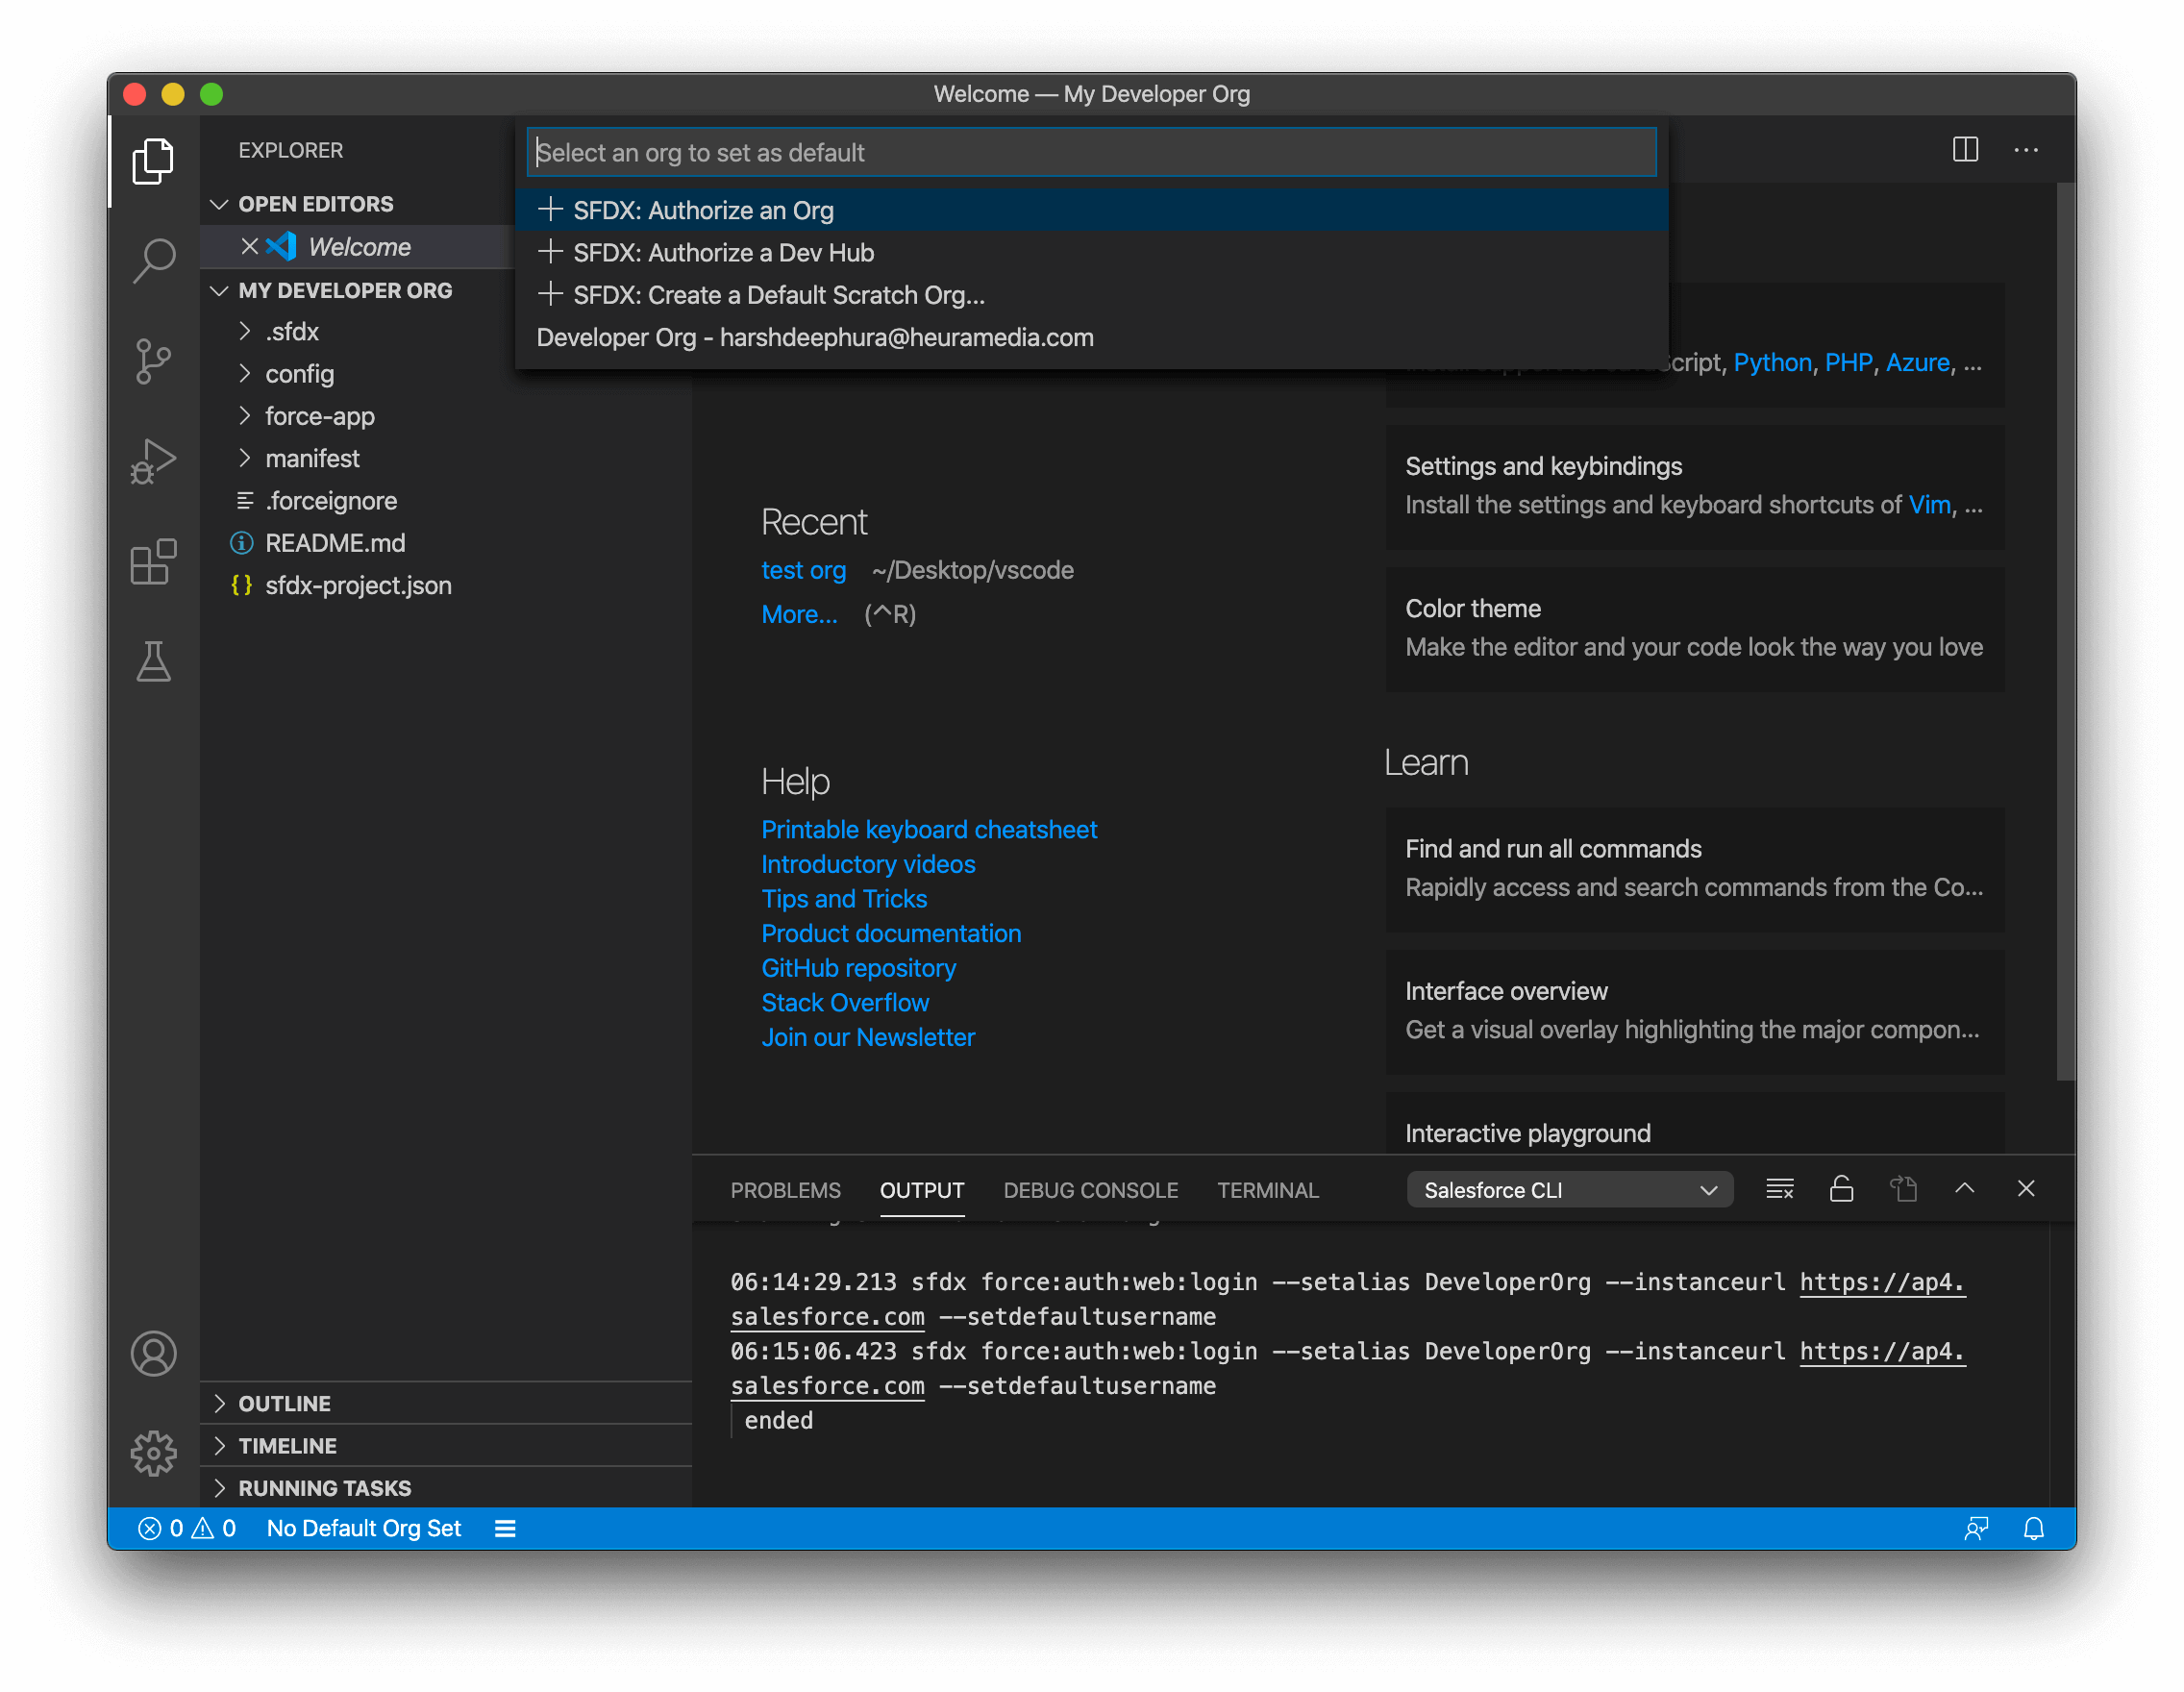 Welcome — My Developer Org
EXPLORER
OPEN EDITORS
Welcome
MY DEVELOPER ORG
.sfdx
config
force-app
manifest
.forceignore
README.md
sfdx-project.json
OUTLINE
TIMELINE
RUNNING TASKS
Select an org to set as default
SFDX: Authorize an Org
SFDX: Authorize a Dev Hub
SFDX: Create a Default Scratch Org...
Developer Org - harshdeephura@heuramedia.com
Recent
test org ~/Desktop/vscode
More... (^R)
Help
Printable keyboard cheatsheet
Introductory videos
Tips and Tricks
Product documentation
GitHub repository
Stack Overflow
Join our Newsletter
Python, PHP, Azure, ...
Settings and keybindings
Install the settings and keyboard shortcuts of Vim, ...
Color theme
Make the editor and your code look the way you love
Learn
Find and run all commands
Rapidly access and search commands from the Co...
Interface overview
Get a visual overlay highlighting the major compon...
Interactive playground
PROBLEMS OUTPUT DEBUG CONSOLE TERMINAL Salesforce CLI
06:14:29.213 sfdx force:auth:web:login --setalias DeveloperOrg --instanceurl https://ap4.
salesforce.com --setdefaultusername
06:15:06.423 sfdx force:auth:web:login --setalias DeveloperOrg --instanceurl https://ap4.
salesforce.com --setdefaultusername
ended
0 0 No Default Org Set